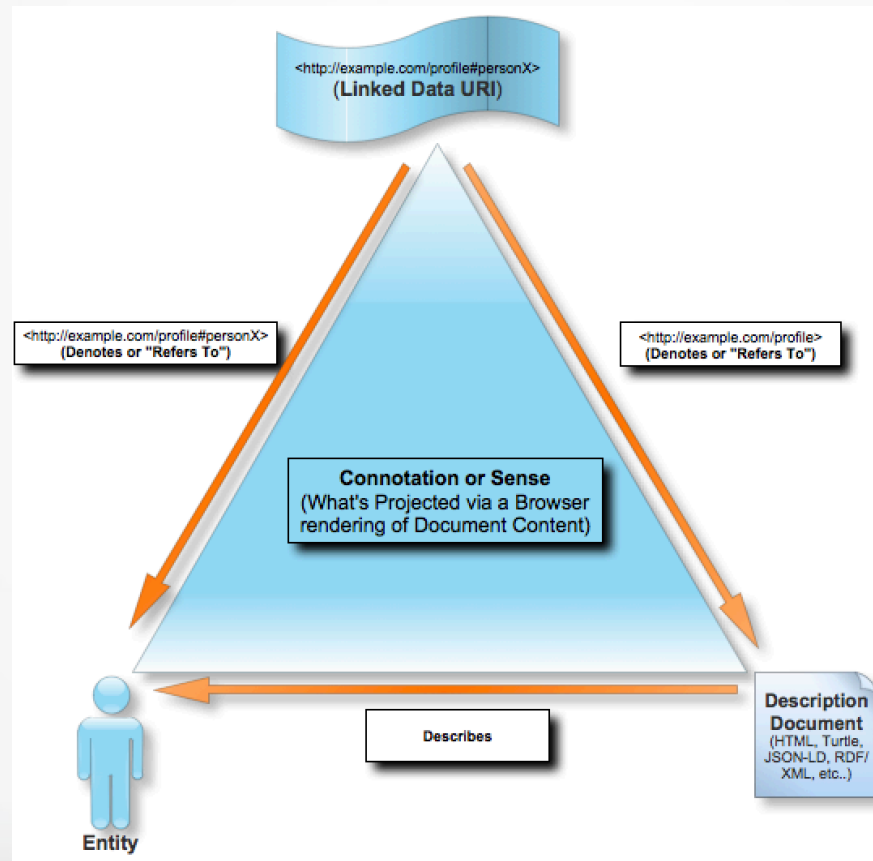 <http://example.com/profile#personX>
(Linked Data URI)
<http://example.com/profile#personX>
(Denotes or "Refers To")
<http://example.com/profile>
(Denotes or "Refers To")
Connotation or Sense
(What's Projected via a Browser
rendering of Document Content)
Describes
Description
Document
(HTML, Turtle,
JSON-LD, RDF/
XML, etc..)
Entity